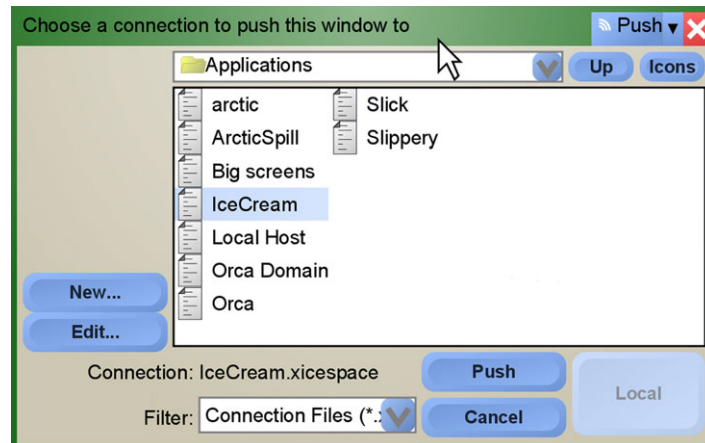 Choose a connection to push this window to
Push
Applications
Up
Icons
arctic
Slick
ArcticSpill
Slippery
Big screens
IceCream
Local Host
Orca Domain
Orca
New...
Edit...
Connection: IceCream.xicespace
Push
Local
Filter: Connection Files (*.
Cancel